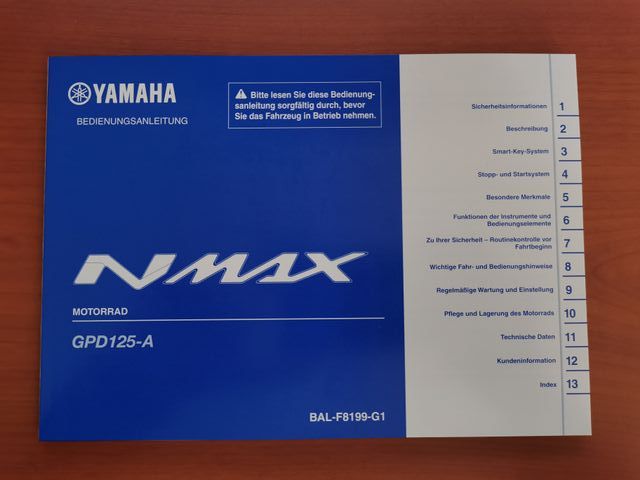 YAMAHA
BEDIENUNGSANLEITUNG
Bitte lesen Sie diese Bedienung-
sanleitung sorgfältig durch, bevor
Sie das Fahrzeug in Betrieb nehmen.
NMAX
MOTORRAD
GPD125-A
BAL-F8199-G1
Sicherheitsinformationen 1
Beschreibung 2
Smart-Key-System 3
Stopp- und Startsystem 4
Besondere Merkmale 5
Funktionen der Instrumente und
Bedienungselemente 6
Zu Ihrer Sicherheit – Routinekontrolle vor
Fahrtbeginn 7
Wichtige Fahr- und Bedienungshinweise 8
Regelmäßige Wartung und Einstellung 9
Pflege und Lagerung des Motorrads 10
Technische Daten 11
Kundeninformation 12
Index 13